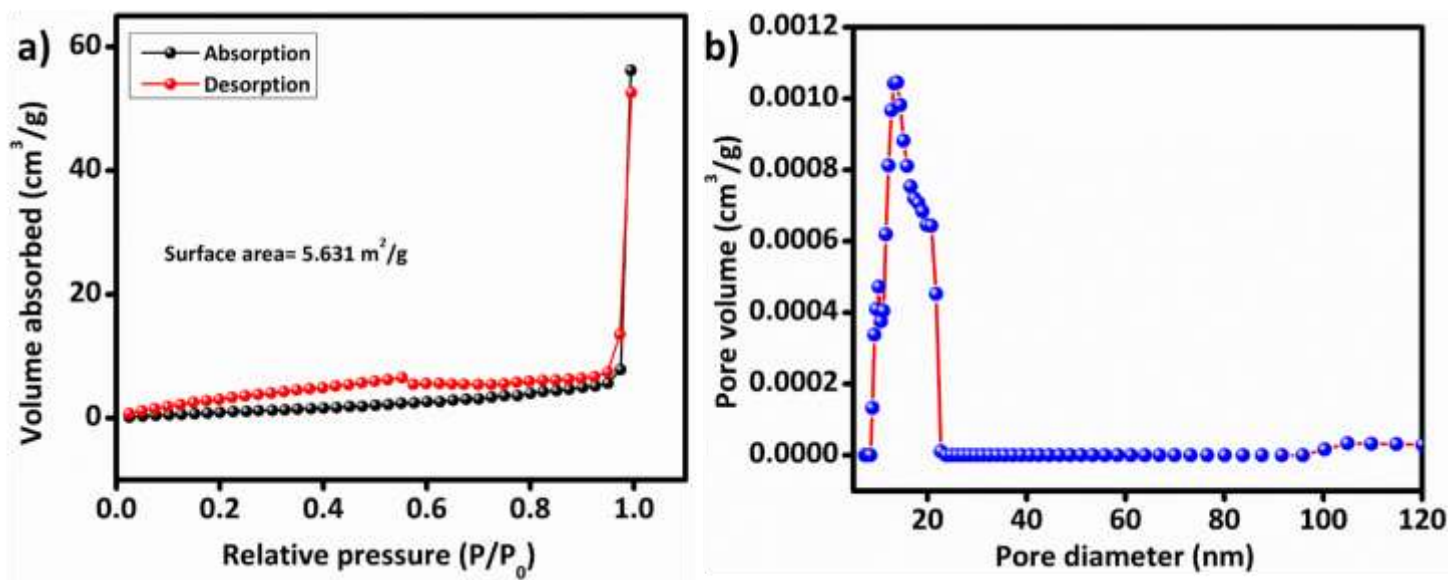 a)
Absorption
Desorption
Surface area= 5.631 m²/g
Volume absorbed (cm³/g)
60
40
20
0
0.0 0.2 0.4 0.6 0.8 1.0
Relative pressure (P/P₀)
b)
Pore volume (cm³/g)
0.0012
0.0010
0.0008
0.0006
0.0004
0.0002
0.0000
20 40 60 80 100 120
Pore diameter (nm)